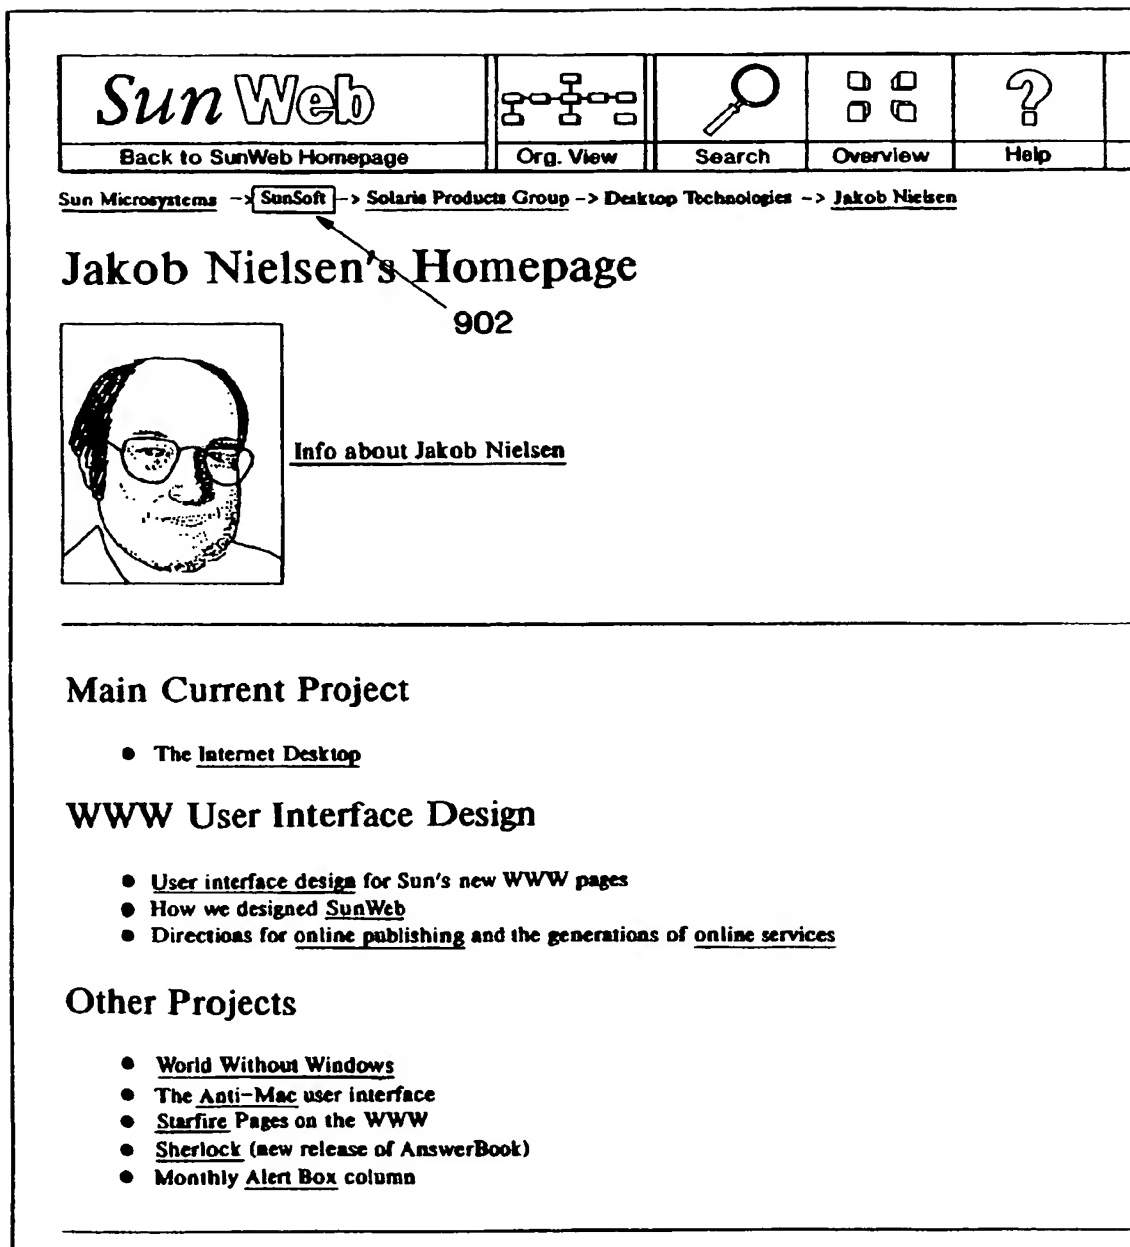 Sun Web
Back to SunWeb Homepage Org. View Search Overview Help
Sun Microsystems -> SunSoft -> Solaris Products Group -> Desktop Technologies -> Jakob Nielsen
Jakob Nielsen's Homepage
902
Info about Jakob Nielsen
Main Current Project
● The Internet Desktop
WWW User Interface Design
● User interface design for Sun's new WWW pages
● How we designed SunWeb
● Directions for online publishing and the generations of online services
Other Projects
● World Without Windows
● The Anti-Mac user interface
● Starfire Pages on the WWW
● Sherlock (new release of AnswerBook)
● Monthly Alert Box column